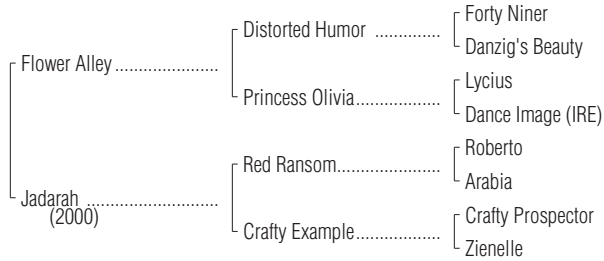 Forty Niner
Distorted Humor ..............
Danzig's Beauty
Flower Alley ......................
Lycius
Princess Olivia..................
Dance Image (IRE)
Roberto
Red Ransom......................
Arabia
Jadarah ............................
(2000)
Crafty Prospector
Crafty Example..................
Zienelle